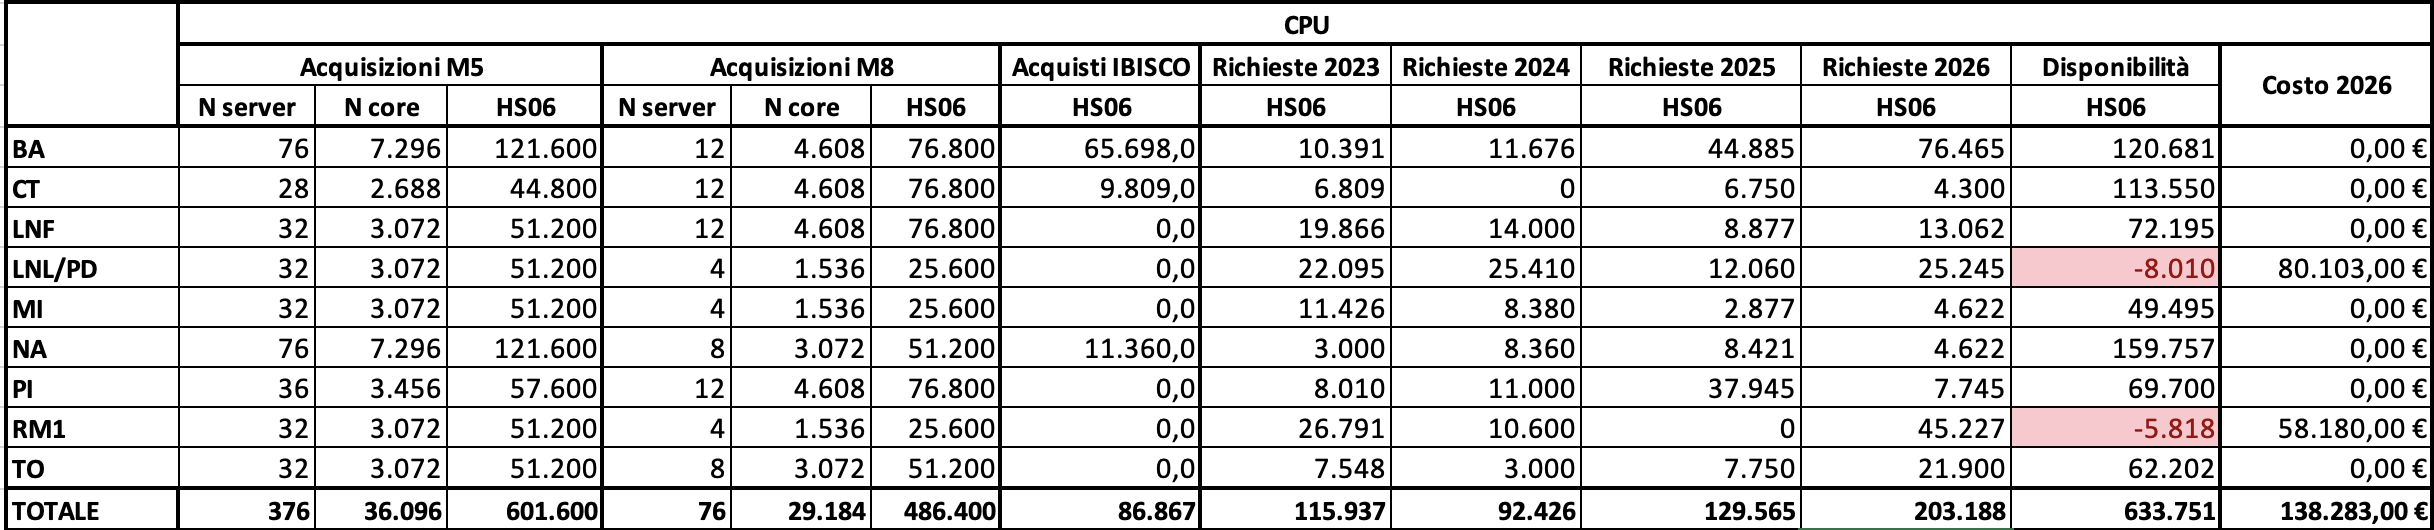 CPU
Acquisizioni M5 Acquisizioni M8 Acquisti IBISCO Richieste 2023 Richieste 2024 Richieste 2025 Richieste 2026 Disponibilità Costo 2026
N server N core HS06 N server N core HS06 HS06 HS06 HS06 HS06 HS06 HS06
BA 76 7.296 121.600 12 4.608 76.800 65.698,0 10.391 11.676 44.885 76.465 120.681 0,00 €
CT 28 2.688 44.800 12 4.608 76.800 9.809,0 6.809 0 6.750 4.300 113.550 0,00 €
LNF 32 3.072 51.200 12 4.608 76.800 0,0 19.866 14.000 8.877 13.062 72.195 0,00 €
LNL/PD 32 3.072 51.200 4 1.536 25.600 0,0 22.095 25.410 12.060 25.245 -8.010 80.103,00 €
MI 32 3.072 51.200 4 1.536 25.600 0,0 11.426 8.380 2.877 4.622 49.495 0,00 €
NA 76 7.296 121.600 8 3.072 51.200 11.360,0 3.000 8.360 8.421 4.622 159.757 0,00 €
PI 36 3.456 57.600 12 4.608 76.800 0,0 8.010 11.000 37.945 7.745 69.700 0,00 €
RM1 32 3.072 51.200 4 1.536 25.600 0,0 26.791 10.600 0 45.227 -5.818 58.180,00 €
TO 32 3.072 51.200 8 3.072 51.200 0,0 7.548 3.000 7.750 21.900 62.202 0,00 €
TOTALE 376 36.096 601.600 76 29.184 486.400 86.867 115.937 92.426 129.565 203.188 633.751 138.283,00 €